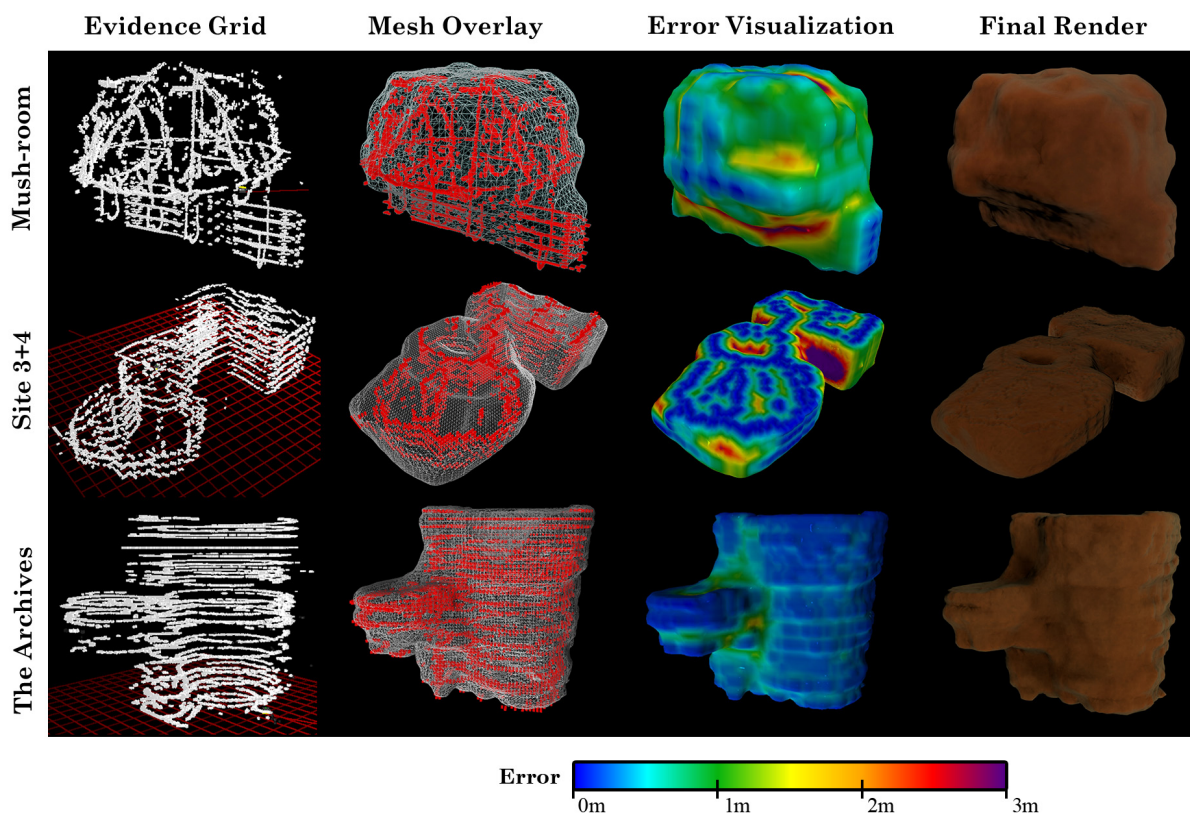 Evidence Grid Mesh Overlay Error Visualization Final Render
Mush-room
Site 3+4
The Archives
Error
0m 1m 2m 3m